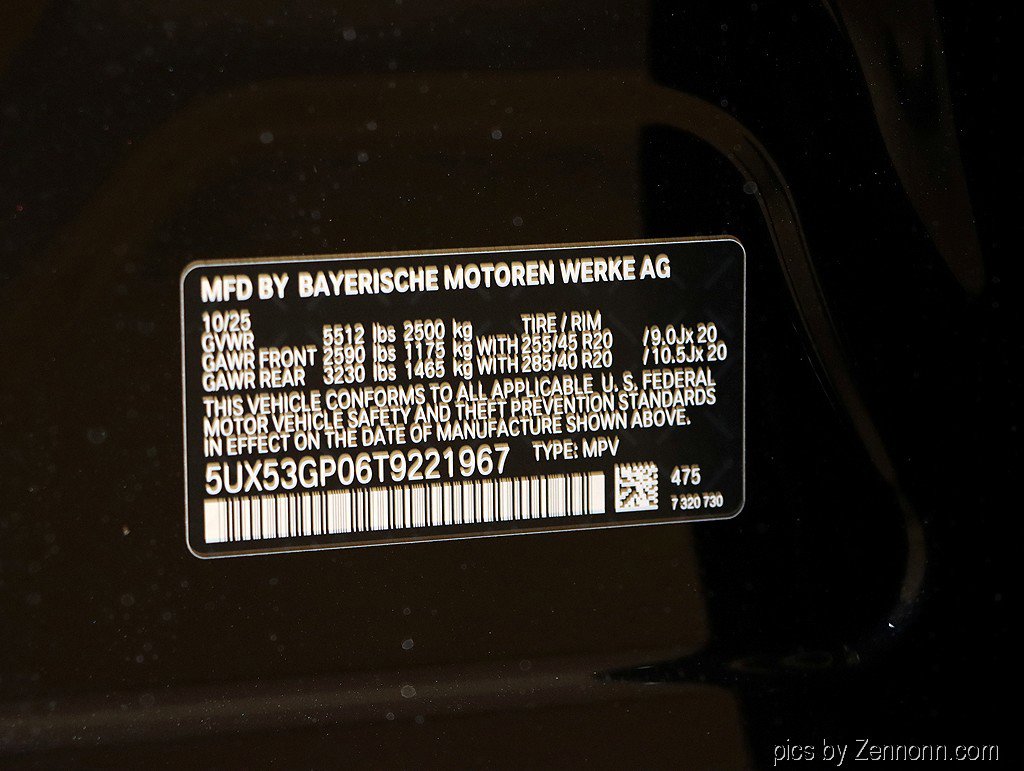 MFD BY BAYERISCHE MOTOREN WERKE AG
10/25 TIRE / RIM
GVWR 5512 lbs 2500 kg
GAWR FRONT 2590 lbs 1175 kg WITH 255/45 R20 /9.0Jx 20
GAWR REAR 3230 lbs 1465 kg WITH 285/40 R20 /10.5Jx 20
THIS VEHICLE CONFORMS TO ALL APPLICABLE U. S. FEDERAL
MOTOR VEHICLE SAFETY AND THEFT PREVENTION STANDARDS
IN EFFECT ON THE DATE OF MANUFACTURE SHOWN ABOVE.
5UX53GP06T9221967 TYPE: MPV
475
7 320 730
pics by Zennonn.com